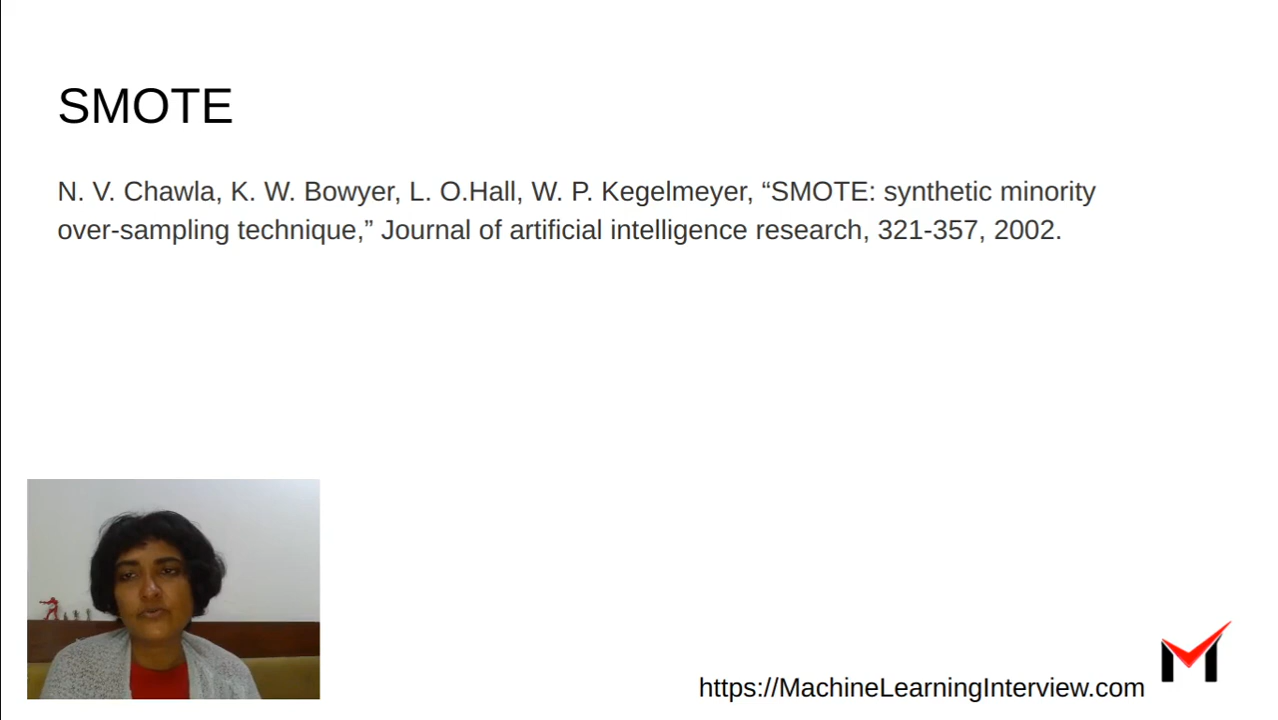 SMOTE
N. V. Chawla, K. W. Bowyer, L. O.Hall, W. P. Kegelmeyer, “SMOTE: synthetic minority
over-sampling technique,” Journal of artificial intelligence research, 321-357, 2002.
https://MachineLearningInterview.com